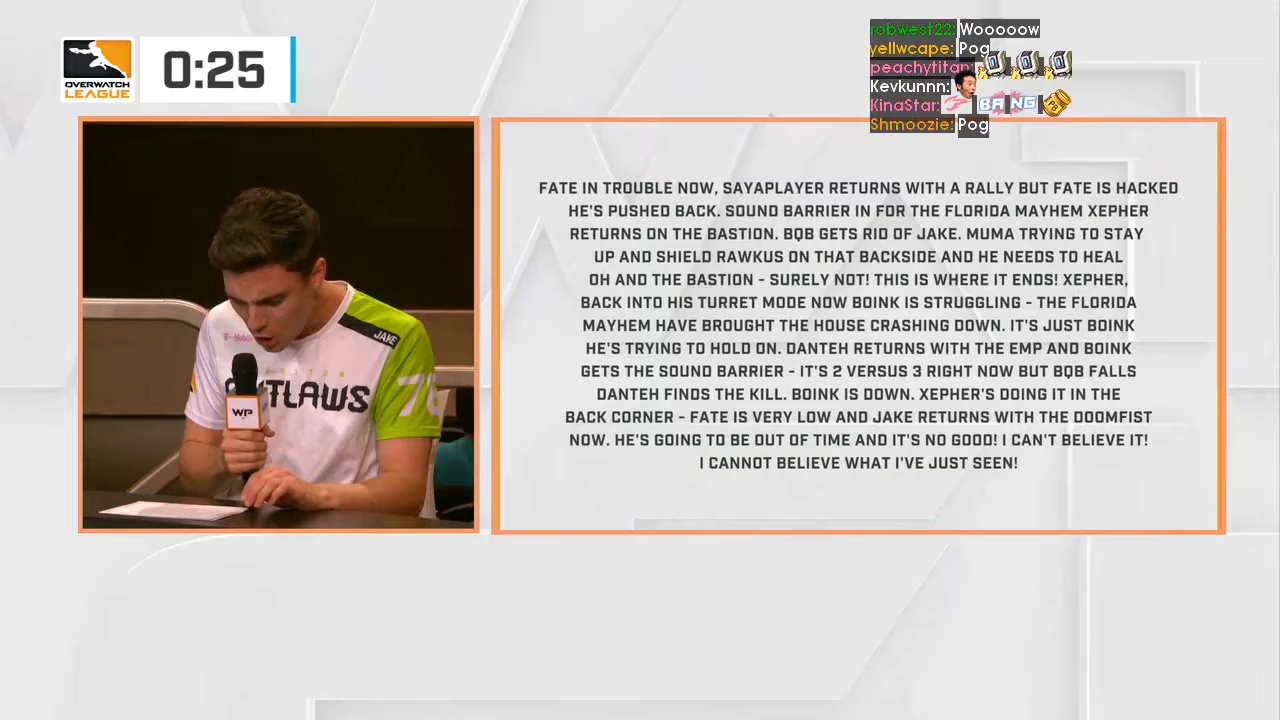 OVERWATCH
LEAGUE
0:25
robwest22: Wooooow
yellwcape: Pog
peachytitan:
Kevkunnn:
KinaStar: BANG P8
Shmoozie: Pog
FATE IN TROUBLE NOW, SAYAPLAYER RETURNS WITH A RALLY BUT FATE IS HACKED
HE'S PUSHED BACK. SOUND BARRIER IN FOR THE FLORIDA MAYHEM XEPHER
RETURNS ON THE BASTION. BQB GETS RID OF JAKE. MUMA TRYING TO STAY
UP AND SHIELD RAWKUS ON THAT BACKSIDE AND HE NEEDS TO HEAL
OH AND THE BASTION - SURELY NOT! THIS IS WHERE IT ENDS! XEPHER,
BACK INTO HIS TURRET MODE NOW BOINK IS STRUGGLING - THE FLORIDA
MAYHEM HAVE BROUGHT THE HOUSE CRASHING DOWN. IT'S JUST BOINK
HE'S TRYING TO HOLD ON. DANTEH RETURNS WITH THE EMP AND BOINK
GETS THE SOUND BARRIER - IT'S 2 VERSUS 3 RIGHT NOW BUT BQB FALLS
DANTEH FINDS THE KILL. BOINK IS DOWN. XEPHER'S DOING IT IN THE
BACK CORNER - FATE IS VERY LOW AND JAKE RETURNS WITH THE DOOMFIST
NOW. HE'S GOING TO BE OUT OF TIME AND IT'S NO GOOD! I CAN'T BELIEVE IT!
I CANNOT BELIEVE WHAT I'VE JUST SEEN!
T-Mobile
JAKE
HOUSTON
OUTLAWS
WP